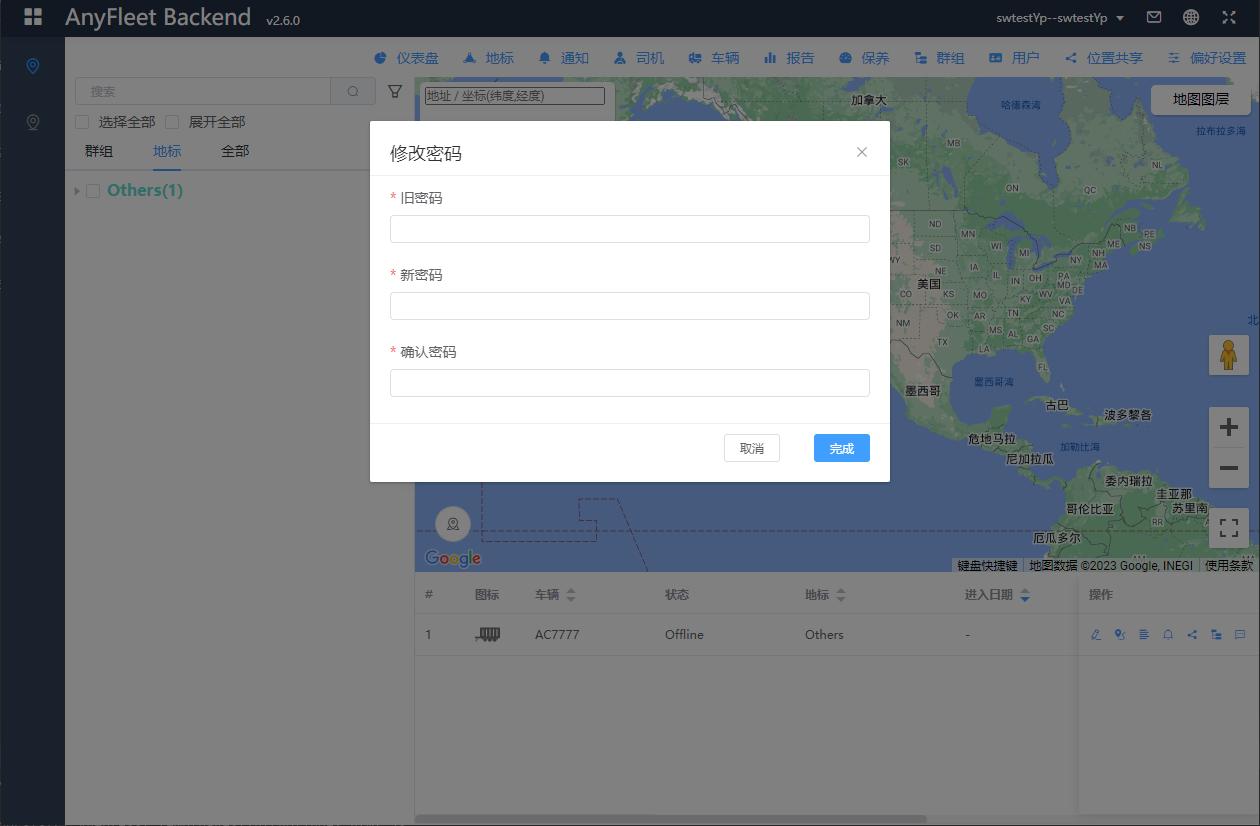 AnyFleet Backend v2.6.0
swtestYp--swtestYp
仪表盘 地标 通知 司机 车辆 报告 保养 群组 用户 位置共享 偏好设置
搜索
选择全部 展开全部
群组 地标 全部
Others(1)
地址 / 坐标(纬度,经度)
地图图层
加拿大
哈德森湾
拉布拉多海
MB
SK
NL
ON
QC
NB
PE
ND
MN
ME
NS
SD
WI
MI
NH
NY
MA
WY
IA
NE
PA
IL
IN
OH
MD
DE
美国
CO
KS
MO
WV
KY
VA
OK
AR
TN
NC
NM
MS
SC
AL
GA
TX
LA
FL
北
墨西哥湾
墨西哥
古巴
波多黎各
危地马拉
加勒比海
尼加拉瓜
委内瑞拉
圭亚那
哥伦比亚
苏里南
RR
厄瓜多尔
修改密码
* 旧密码
* 新密码
* 确认密码
取消 完成
Google
键盘快捷键 地图数据 ©2023 Google, INEGI 使用条款
# 图标 车辆 状态 地标 进入日期 操作
1 AC7777 Offline Others -